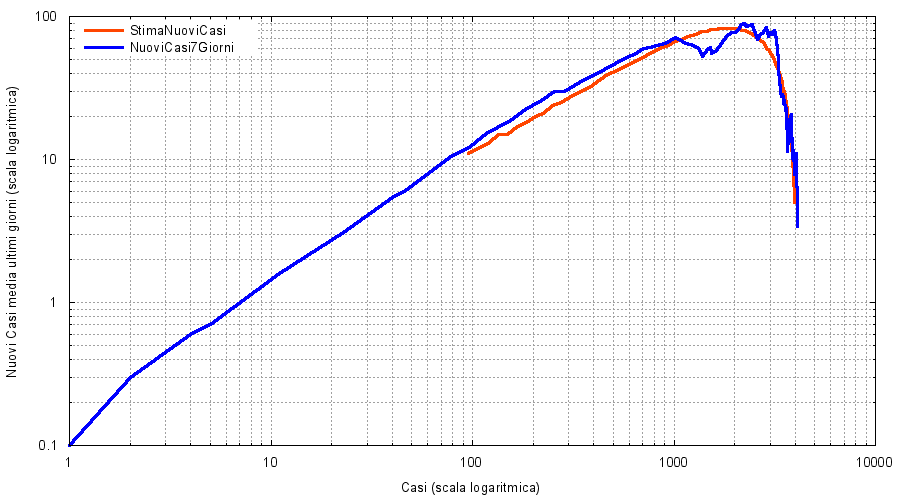 100
10
1
0.1
Nuovi Casi media ultimi giorni (scala logaritmica)
StimaNuoviCasi
NuoviCasi7Giorni
1
10
100
1000
10000
Casi (scala logaritmica)